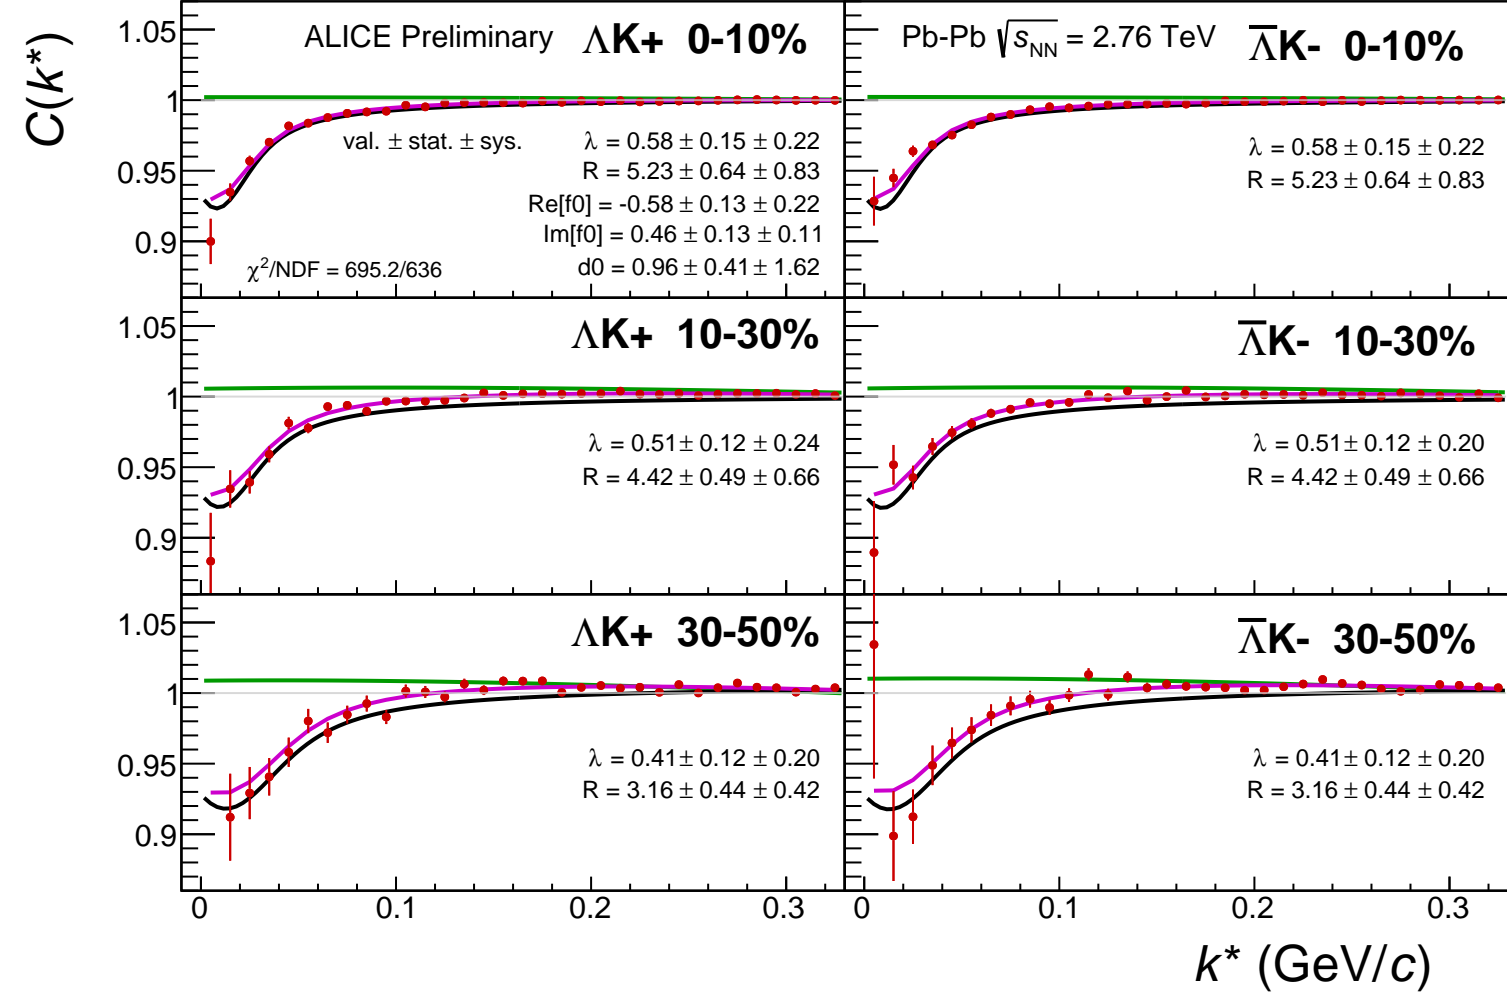 C(k*)
ALICE Preliminary ΛK+ 0-10%
1.05
1
0.95
0.9
val. ± stat. ± sys.
λ = 0.58 ± 0.15 ± 0.22
R = 5.23 ± 0.64 ± 0.83
Re[f0] = -0.58 ± 0.13 ± 0.22
Im[f0] = 0.46 ± 0.13 ± 0.11
d0 = 0.96 ± 0.41 ± 1.62
χ²/NDF = 695.2/636
Pb-Pb √s_NN = 2.76 TeV Λ̅K- 0-10%
λ = 0.58 ± 0.15 ± 0.22
R = 5.23 ± 0.64 ± 0.83
ΛK+ 10-30%
1.05
1
0.95
0.9
λ = 0.51 ± 0.12 ± 0.24
R = 4.42 ± 0.49 ± 0.66
Λ̅K- 10-30%
λ = 0.51 ± 0.12 ± 0.20
R = 4.42 ± 0.49 ± 0.66
ΛK+ 30-50%
1.05
1
0.95
0.9
λ = 0.41 ± 0.12 ± 0.20
R = 3.16 ± 0.44 ± 0.42
Λ̅K- 30-50%
λ = 0.41 ± 0.12 ± 0.20
R = 3.16 ± 0.44 ± 0.42
0 0.1 0.2 0.3
0 0.1 0.2 0.3
k* (GeV/c)